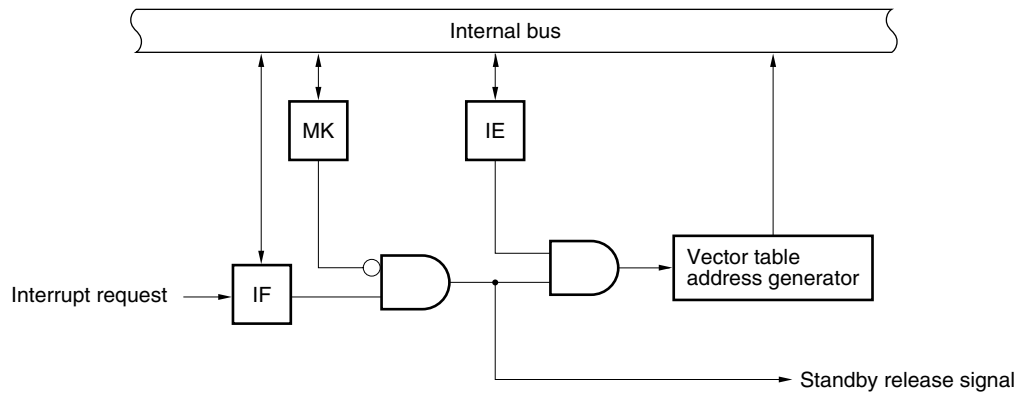 Internal bus
MK
IE
Vector table
address generator
Interrupt request
IF
Standby release signal